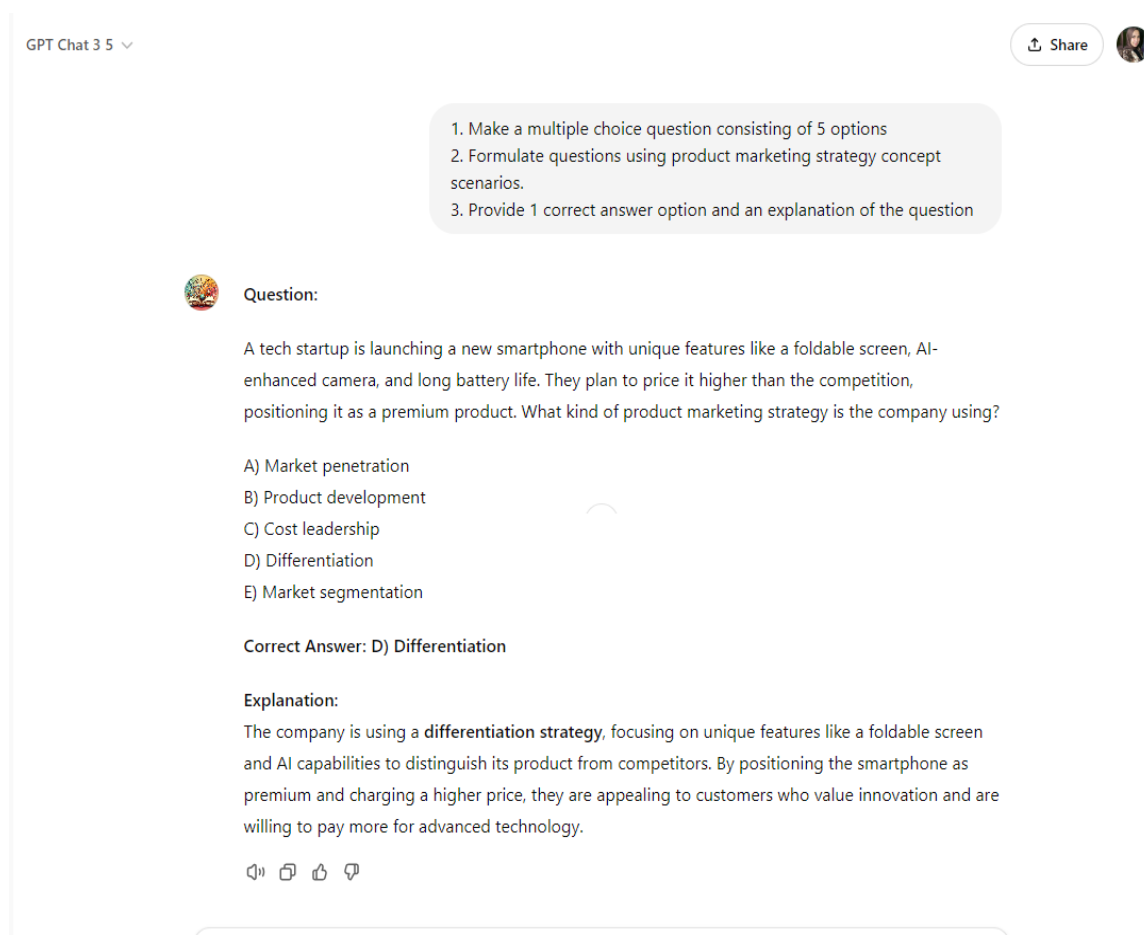 GPT Chat 3 5
Share
1. Make a multiple choice question consisting of 5 options
2. Formulate questions using product marketing strategy concept
scenarios.
3. Provide 1 correct answer option and an explanation of the question
Question:
A tech startup is launching a new smartphone with unique features like a foldable screen, AI-
enhanced camera, and long battery life. They plan to price it higher than the competition,
positioning it as a premium product. What kind of product marketing strategy is the company using?
A) Market penetration
B) Product development
C) Cost leadership
D) Differentiation
E) Market segmentation
Correct Answer: D) Differentiation
Explanation:
The company is using a differentiation strategy, focusing on unique features like a foldable screen
and AI capabilities to distinguish its product from competitors. By positioning the smartphone as
premium and charging a higher price, they are appealing to customers who value innovation and are
willing to pay more for advanced technology.